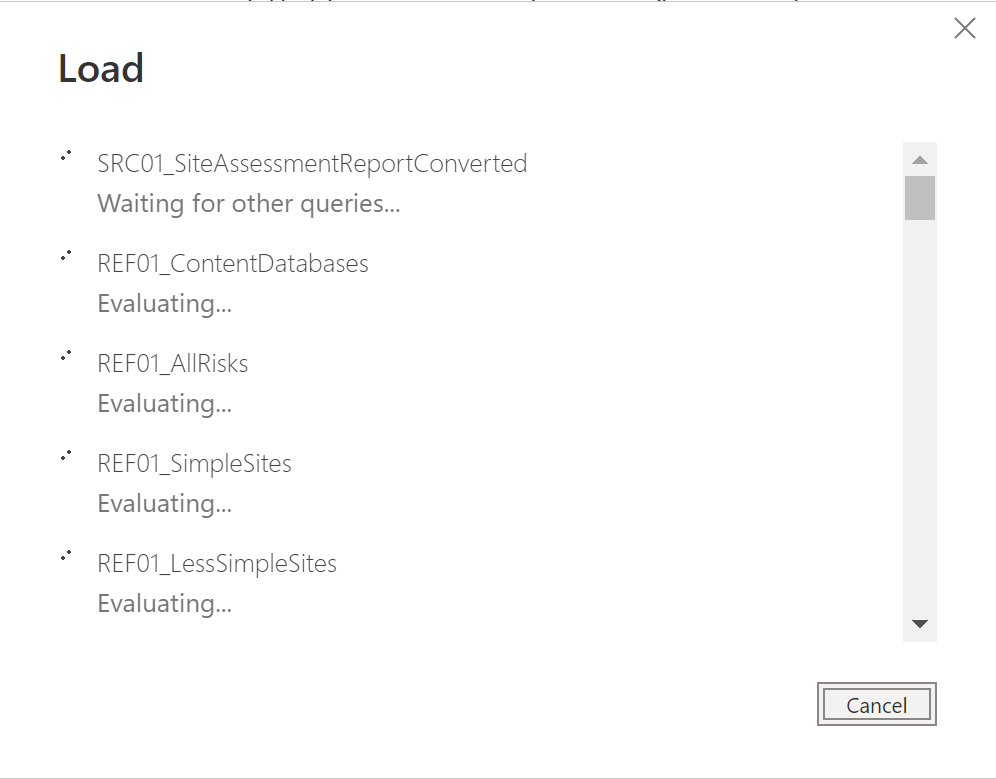 Load
SRC01_SiteAssessmentReportConverted
Waiting for other queries...
REF01_ContentDatabases
Evaluating...
REF01_AllRisks
Evaluating...
REF01_SimpleSites
Evaluating...
REF01_LessSimpleSites
Evaluating...
Cancel